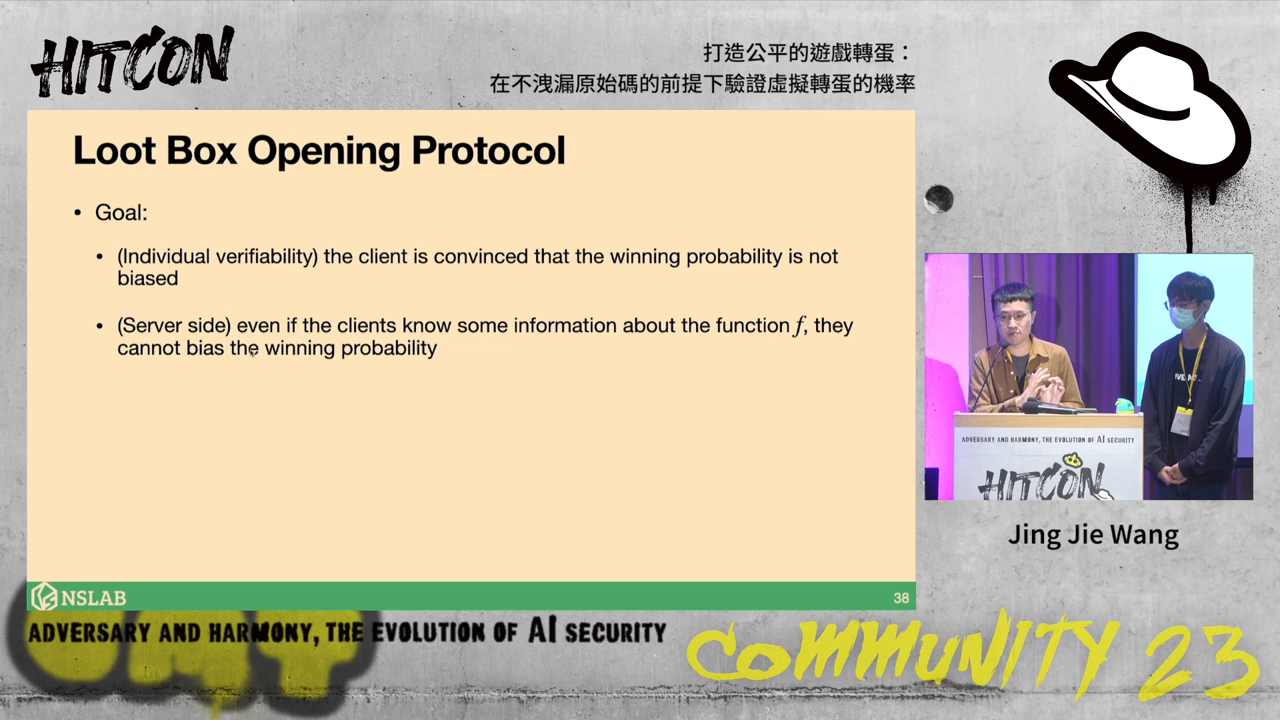 HITCON
打造公平的遊戲轉蛋：
在不洩漏原始碼的前提下驗證虛擬轉蛋的機率
Loot Box Opening Protocol
• Goal:
• (Individual verifiability) the client is convinced that the winning probability is not
biased
• (Server side) even if the clients know some information about the function f, they
cannot bias the winning probability
NSLAB
38
ADVERSARY AND HARMONY, THE EVOLUTION OF AI SECURITY
HITCON
Jing Jie Wang
ADVERSARY AND HARMONY, THE EVOLUTION OF AI SECURITY
COMMUNITY 23